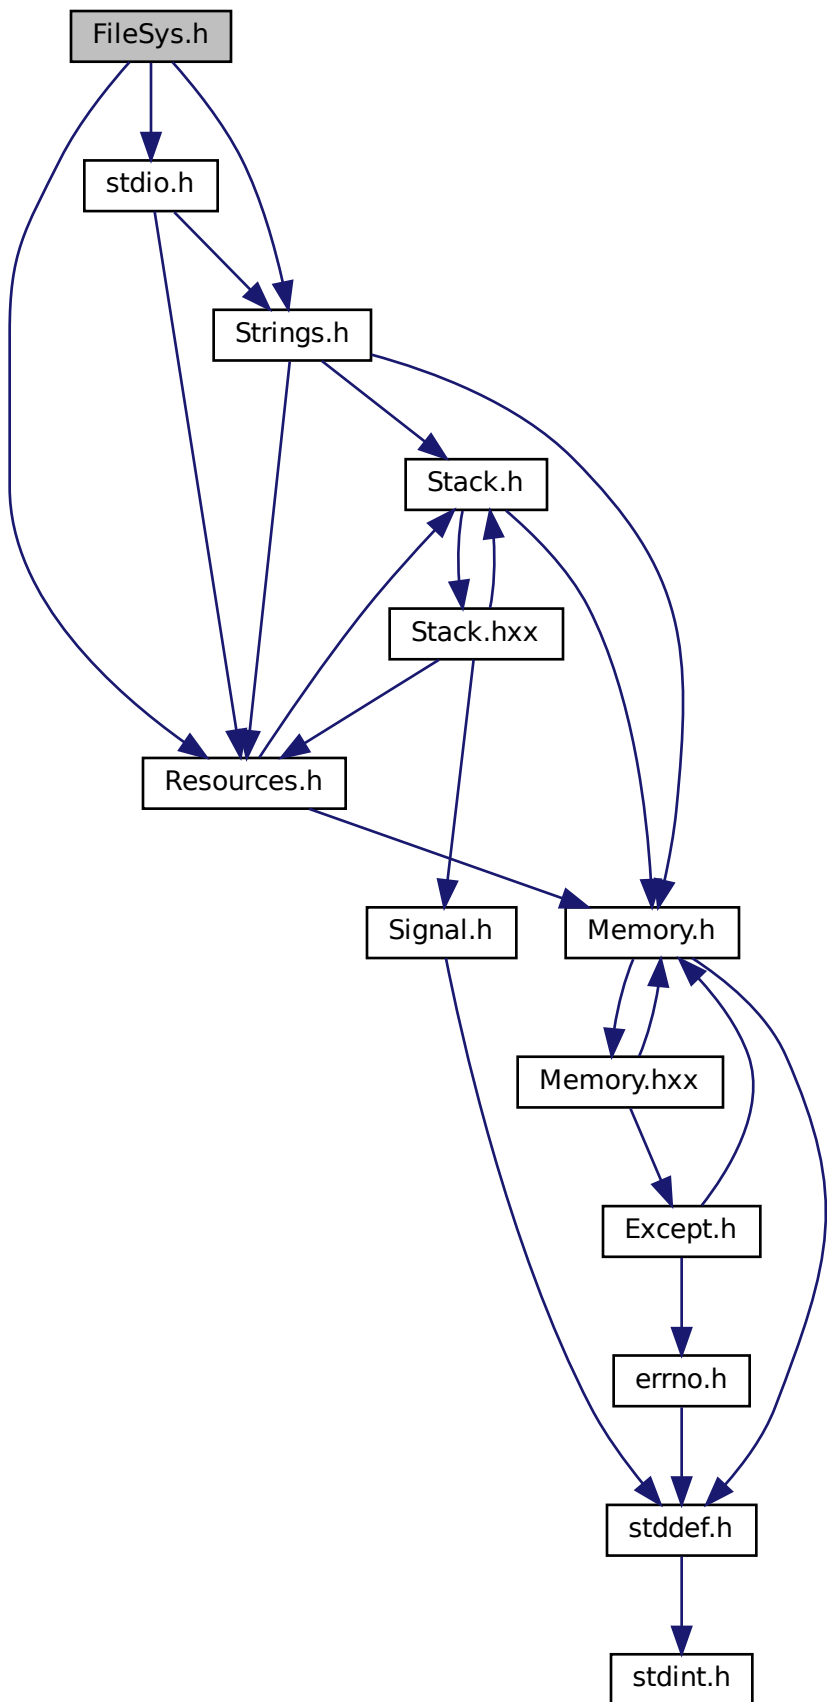 FileSys.h
stdio.h
Strings.h
Stack.h
Stack.hxx
Resources.h
Signal.h
Memory.h
Memory.hxx
Except.h
errno.h
stddef.h
stdint.h